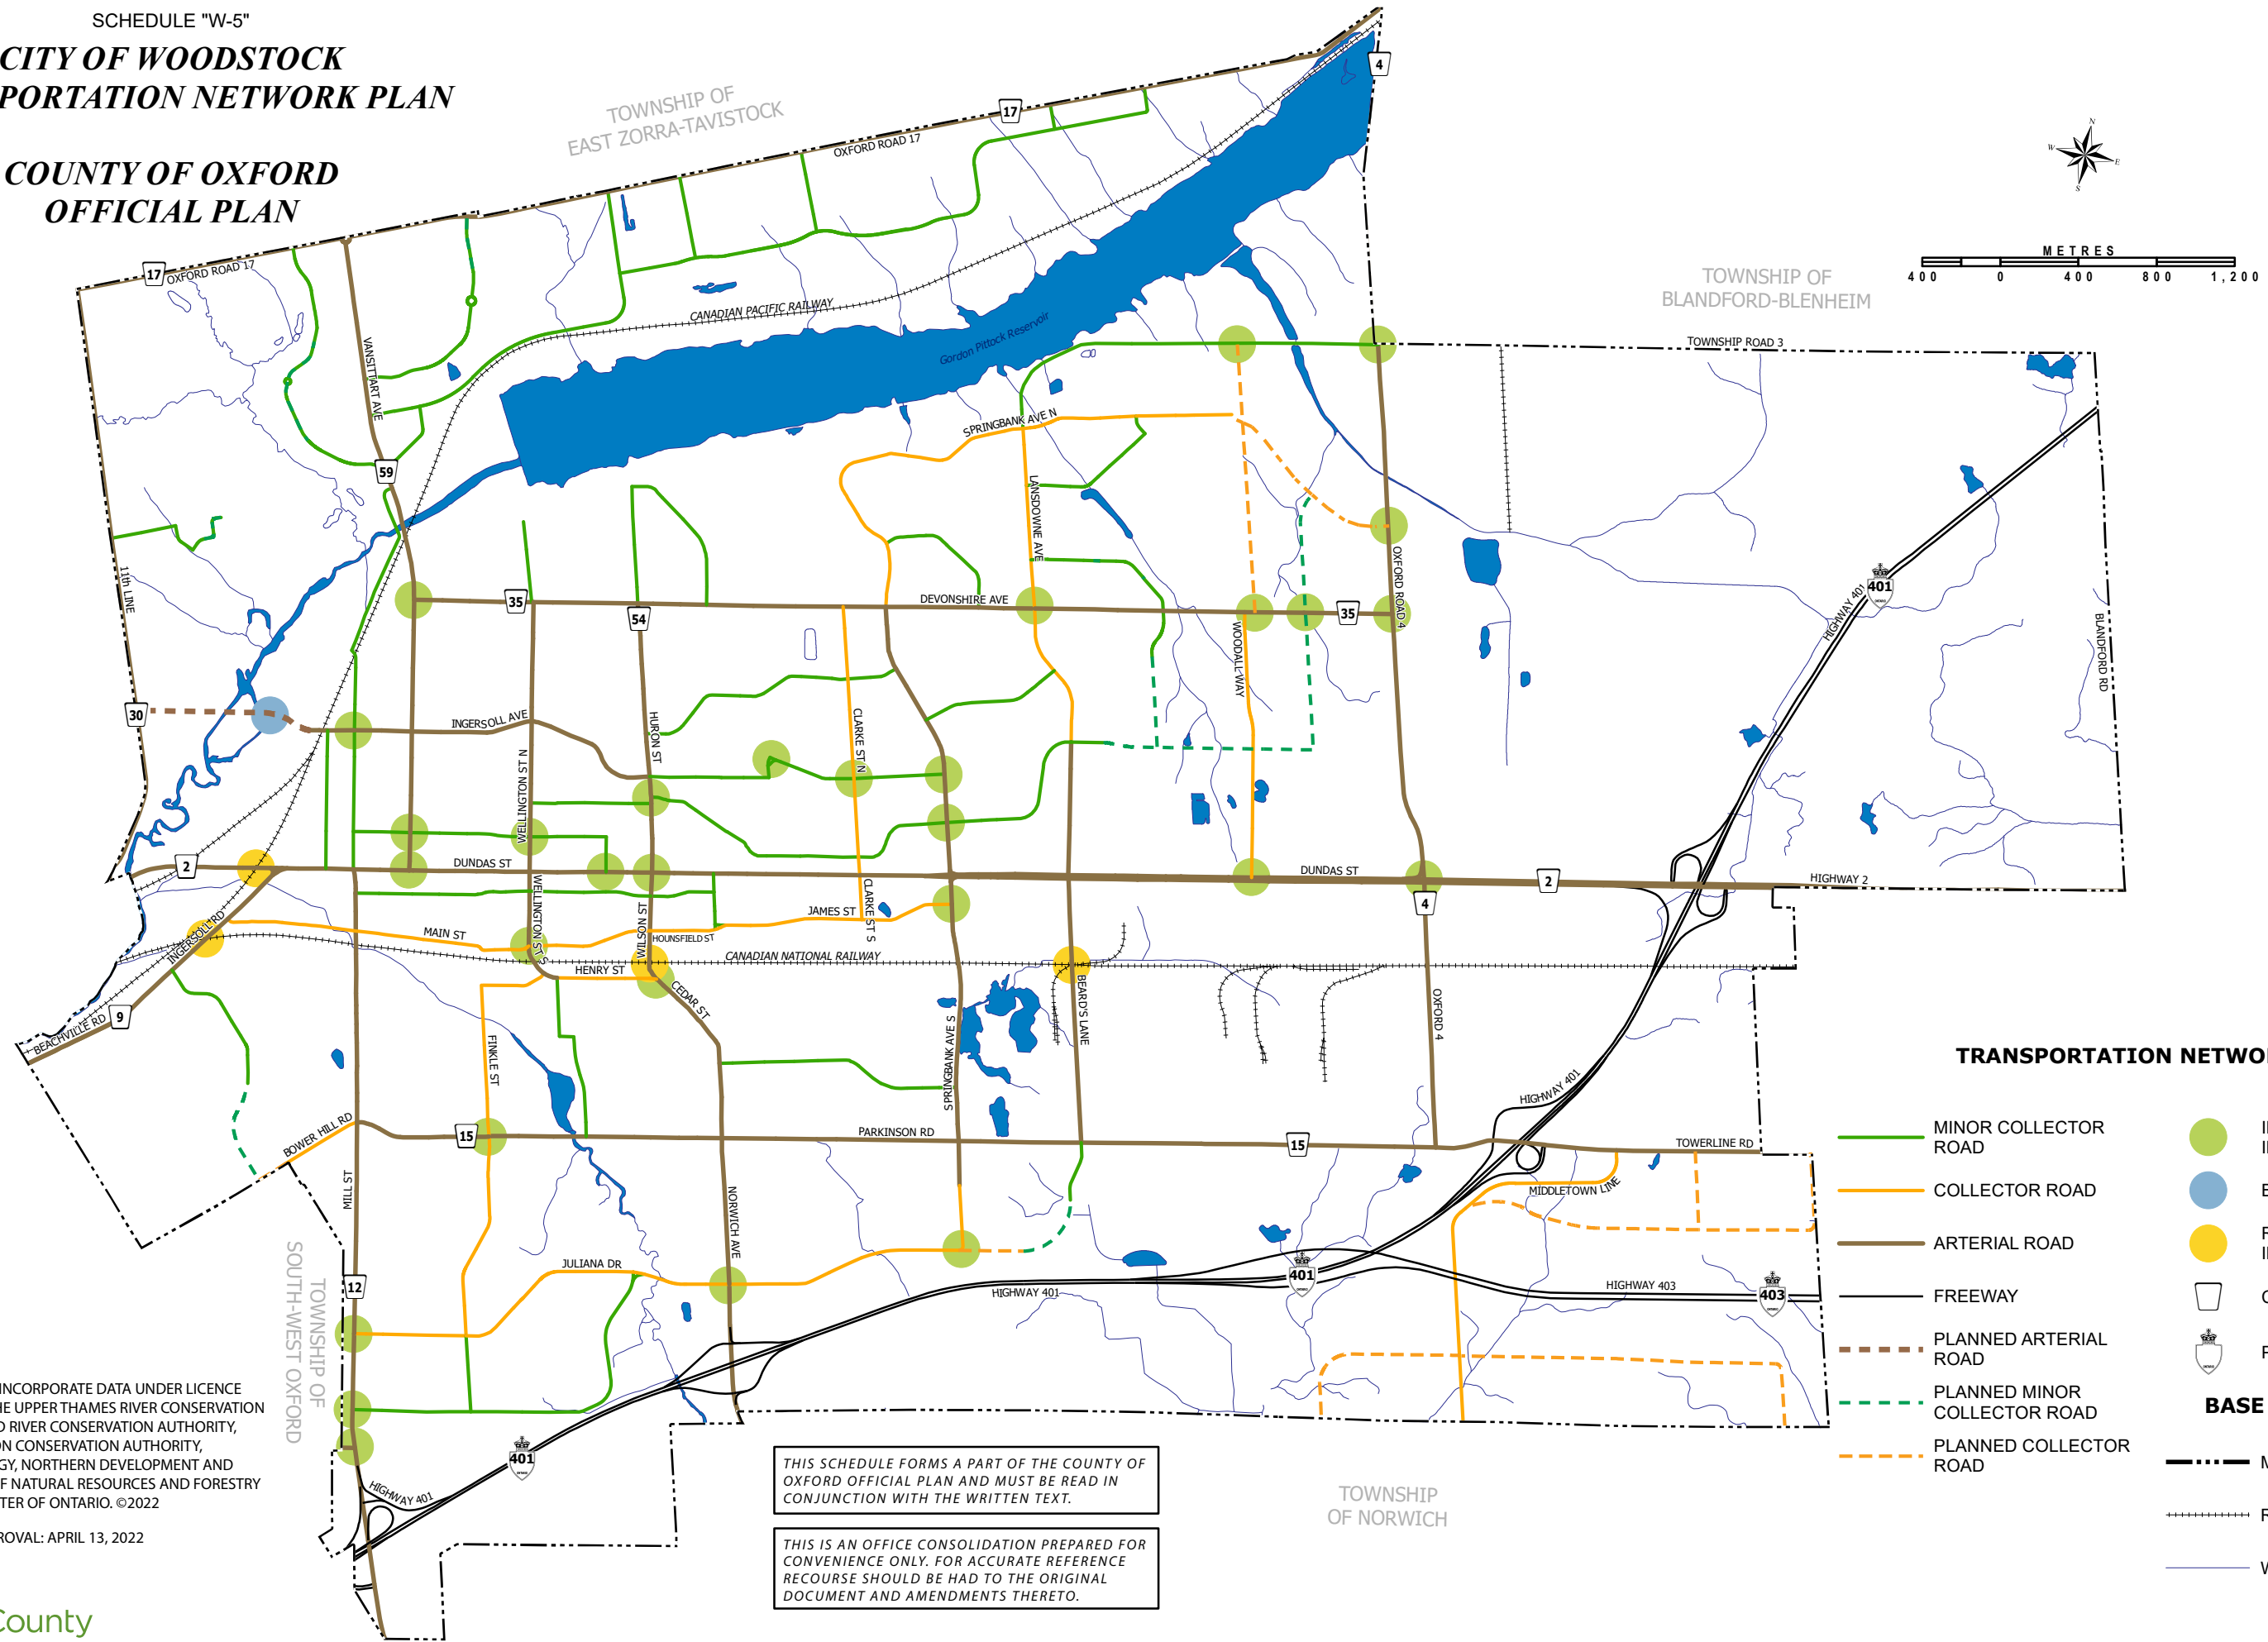 SCHEDULE "W-5"
CITY OF WOODSTOCK
PORTATION NETWORK PLAN
COUNTY OF OXFORD
OFFICIAL PLAN
TOWNSHIP OF
EAST ZORRA-TAVISTOCK
4
17
OXFORD ROAD 17
N
W
E
S
METRES
400 0 400 800 1,200
TOWNSHIP OF
BLANDFORD-BLENHEIM
17
OXFORD ROAD 17
CANADIAN PACIFIC RAILWAY
Gordon Pittock Reservoir
TOWNSHIP ROAD 3
VANSITTART AVE
SPRINGBANK AVE N
59
LANSDOWNE AVE
11th LINE
OXFORD ROAD 4
401
HIGHWAY 401
35
54
DEVONSHIRE AVE
35
WOODALL WAY
BLANDFORD RD
30
INGERSOLL AVE
HURON ST
CLARKE ST N
WELLINGTON ST N
2
DUNDAS ST
DUNDAS ST
2
HIGHWAY 2
4
WELLINGTON ST S
WILSON ST
CLARKE ST S
JAMES ST
MAIN ST
HOUNSFIELD ST
INGERSOLL RD
CANADIAN NATIONAL RAILWAY
HENRY ST
CEDAR ST
BEARD'S LANE
OXFORD 4
9
BEACHVILLE RD
FINKLE ST
SPRINGBANK AVE S
HIGHWAY 401
BOWER HILL RD
15
PARKINSON RD
15
TOWERLINE RD
MILL ST
NORWICH AVE
MIDDLETOWN LINE
JULIANA DR
12
401
HIGHWAY 401
HIGHWAY 403
403
TOWNSHIP OF
SOUTH-WEST OXFORD
401
HIGHWAY 401
TOWNSHIP
OF NORWICH
TRANSPORTATION NETWO
MINOR COLLECTOR
ROAD
COLLECTOR ROAD
ARTERIAL ROAD
FREEWAY
PLANNED ARTERIAL
ROAD
PLANNED MINOR
COLLECTOR ROAD
PLANNED COLLECTOR
ROAD
BASE
INCORPORATE DATA UNDER LICENCE
HE UPPER THAMES RIVER CONSERVATION
D RIVER CONSERVATION AUTHORITY,
ON CONSERVATION AUTHORITY,
GY, NORTHERN DEVELOPMENT AND
F NATURAL RESOURCES AND FORESTRY
TER OF ONTARIO. ©2022
ROVAL: APRIL 13, 2022
County
THIS SCHEDULE FORMS A PART OF THE COUNTY OF
OXFORD OFFICIAL PLAN AND MUST BE READ IN
CONJUNCTION WITH THE WRITTEN TEXT.
THIS IS AN OFFICE CONSOLIDATION PREPARED FOR
CONVENIENCE ONLY. FOR ACCURATE REFERENCE
RECOURSE SHOULD BE HAD TO THE ORIGINAL
DOCUMENT AND AMENDMENTS THERETO.